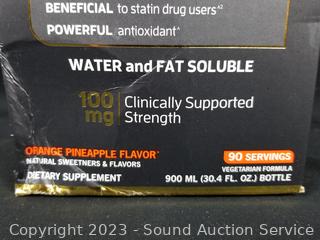 BENEFICIAL to statin drug users^2
POWERFUL antioxidant^
WATER and FAT SOLUBLE
100 mg Clinically Supported Strength
ORANGE PINEAPPLE FLAVOR*
NATURAL SWEETNERS & FLAVORS
DIETARY SUPPLEMENT
90 SERVINGS
VEGETARIAN FORMULA
900 ML (30.4 FL. OZ.) BOTTLE
Copyright © 2023 - Sound Auction Service